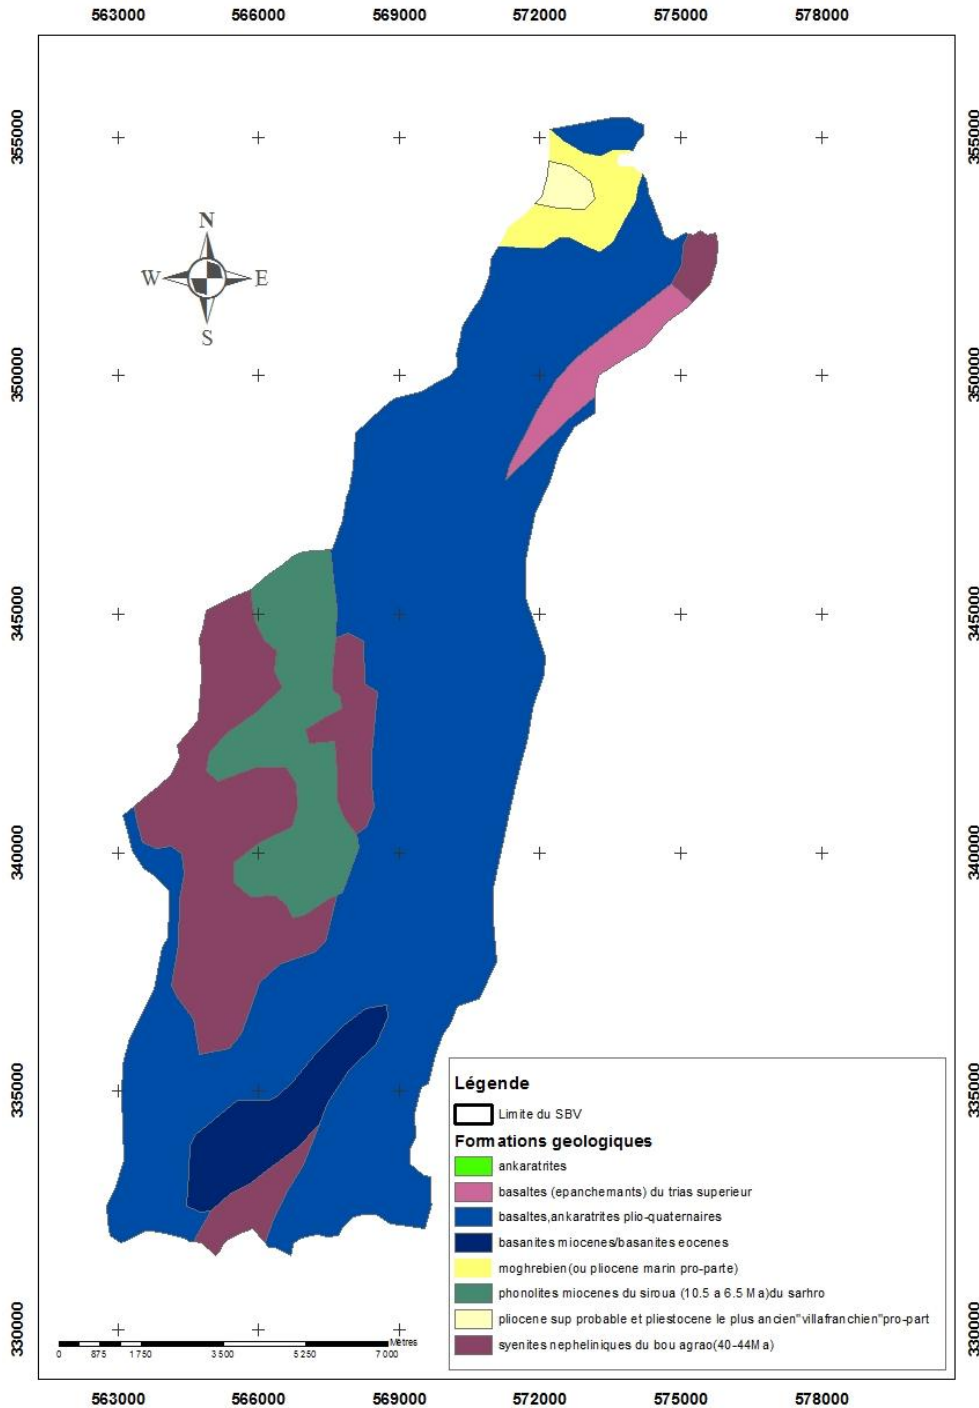 563000 566000 569000 572000 575000 578000
355000 355000
N
W E
S
350000 350000
345000 345000
340000 340000
335000 335000
Légende
Limite du SBV
Formations geologiques
ankaratrites
basaltes (epanchemants) du trias superieur
basaltes,ankaratrites plio-quaternaires
basanites miocenes/basanites eocenes
moghrebien(ou pliocene marin pro-parte)
phonolites miocenes du siroua (10.5 a 6.5 Ma)du sarhro
pliocene sup probable et pliestocene le plus ancien"villafranchien"pro-part
syenites nepheliniques du bou agrao(40-44Ma)
330000 330000
Mètres
0 875 1 750 3 500 5 250 7 000
563000 566000 569000 572000 575000 578000